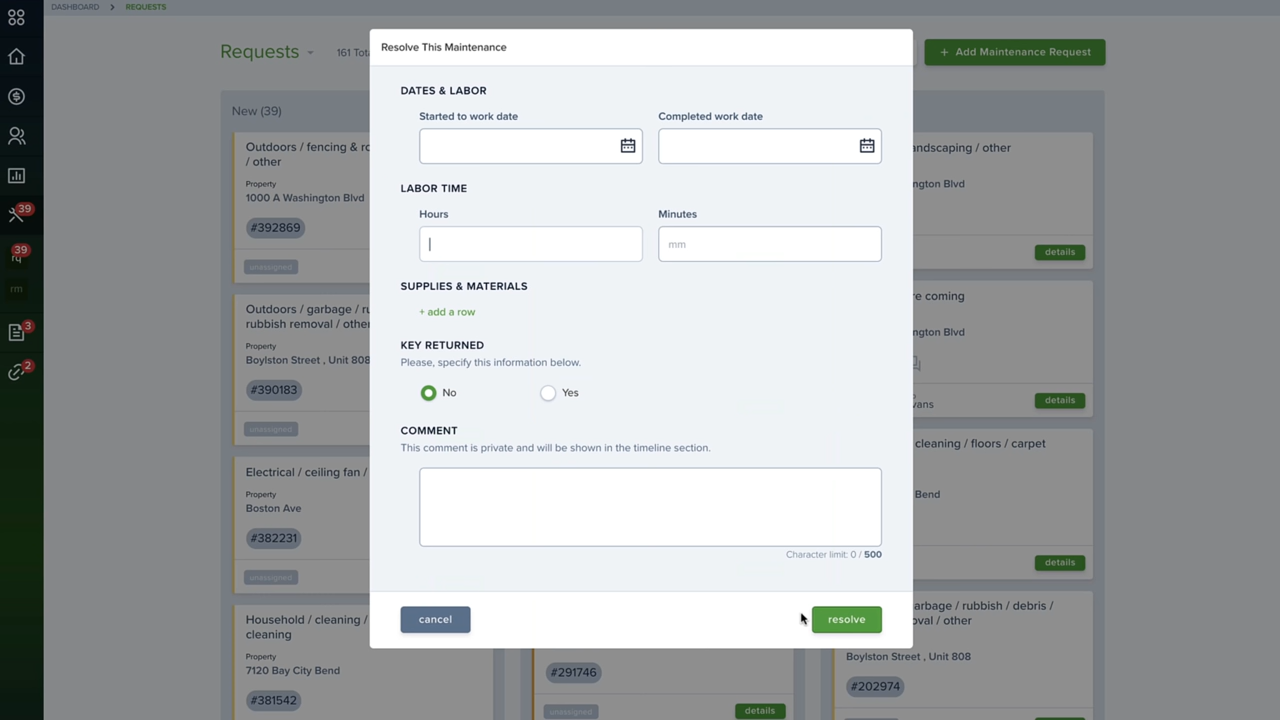 DASHBOARD > REQUESTS
Requests
161
+ Add Maintenance Request
Resolve This Maintenance
DATES & LABOR
Started to work date
Completed work date
LABOR TIME
Hours
Minutes
mm
SUPPLIES & MATERIALS
+ add a row
KEY RETURNED
Please, specify this information below.
No
Yes
COMMENT
This comment is private and will be shown in the timeline section.
Character limit: 0 / 500
cancel
resolve
39
39
rq
rm
3
2
New (39)
Outdoors / fencing & ro
/ other
Property
1000 A Washington Blvd
#392869
unassigned
Outdoors / garbage / ru
rubbish removal / other
Property
Boylston Street , Unit 808
#390183
unassigned
Electrical / ceiling fan /
Property
Boston Ave
#382231
unassigned
Household / cleaning /
cleaning
Property
7120 Bay City Bend
#381542
#291746
unassigned
details
andscaping / other
ngton Blvd
details
re coming
ngton Blvd
vans
details
cleaning / floors / carpet
Bend
details
arbage / rubbish / debris /
oval / other
Boylston Street , Unit 808
#202974